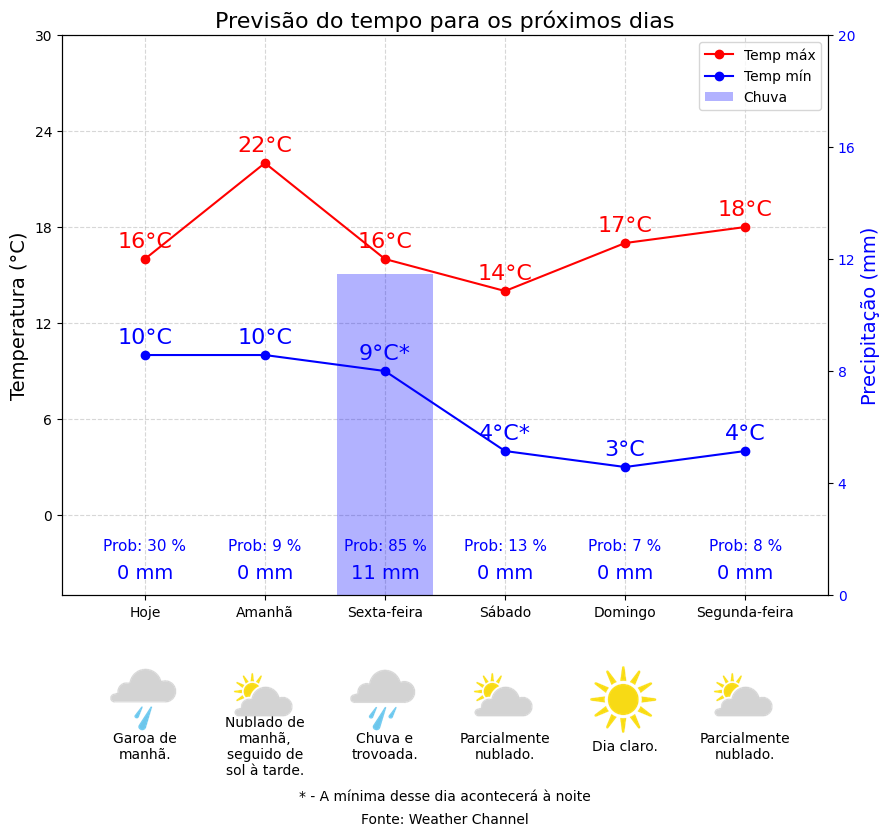 Previsão do tempo para os próximos dias
Temp máx
Temp mín
Chuva
Temperatura (°C)
30
24
18
12
6
0
Precipitação (mm)
20
16
12
8
4
0
16°C
22°C
16°C
14°C
17°C
18°C
10°C
10°C
9°C*
4°C*
3°C
4°C
Prob: 30 %
Prob: 9 %
Prob: 85 %
Prob: 13 %
Prob: 7 %
Prob: 8 %
0 mm
0 mm
11 mm
0 mm
0 mm
0 mm
Hoje
Amanhã
Sexta-feira
Sábado
Domingo
Segunda-feira
Garoa de
manhã.
Nublado de
manhã,
seguido de
sol à tarde.
Chuva e
trovoada.
Parcialmente
nublado.
Dia claro.
Parcialmente
nublado.
* - A mínima desse dia acontecerá à noite
Fonte: Weather Channel